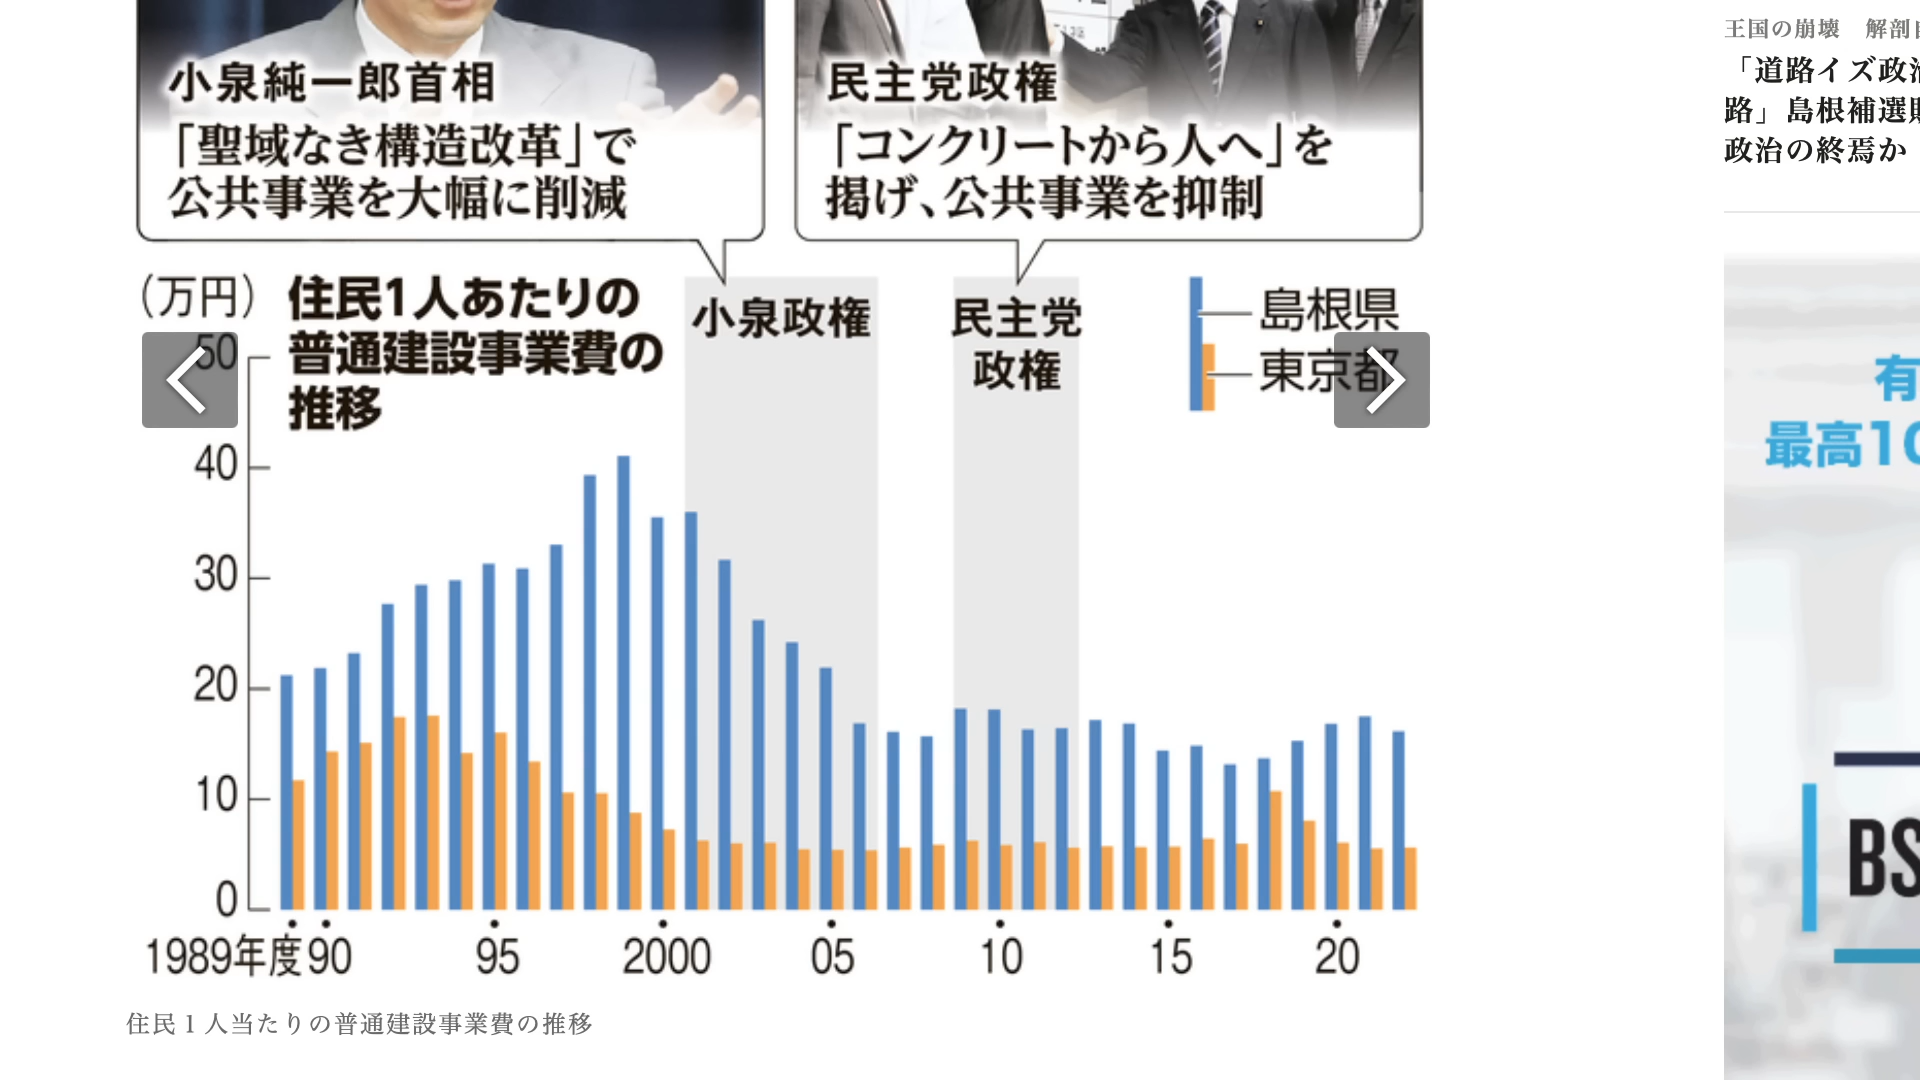 小泉純一郎首相
「聖域なき構造改革」で
公共事業を大幅に削減
民主党政権
「コンクリートから人へ」を
掲げ、公共事業を抑制
(万円)
住民1人あたりの
普通建設事業費の
推移
小泉政権
民主党
政権
島根県
東京都
50
40
30
20
10
0
1989年度 90 95 2000 05 10 15 20
住民１人当たりの普通建設事業費の推移
王国の崩壊 解剖
「道路イズ政治
路」島根補選
政治の終焉か
有
最高10
BS